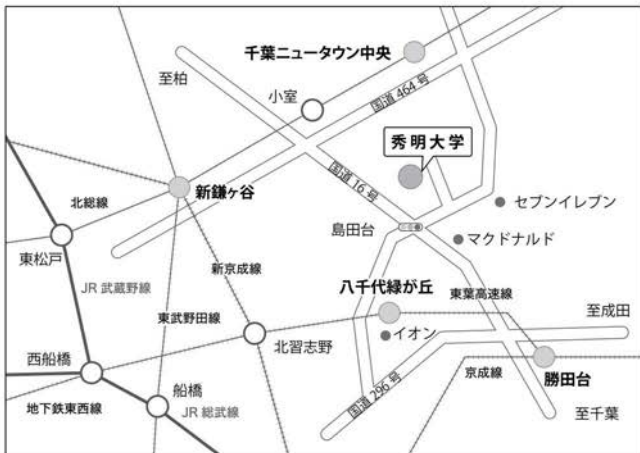 千葉ニュータウン中央
至柏
小室
国道 464 号
秀明大学
国道 16 号
新鎌ヶ谷
セブンイレブン
北総線
島田台
マクドナルド
東松戸
新京成線
JR 武蔵野線
八千代緑が丘
東葉高速線
東武野田線
至成田
北習志野
イオン
西船橋
京成線
勝田台
船橋
国道 296 号
地下鉄東西線
JR 総武線
至千葉